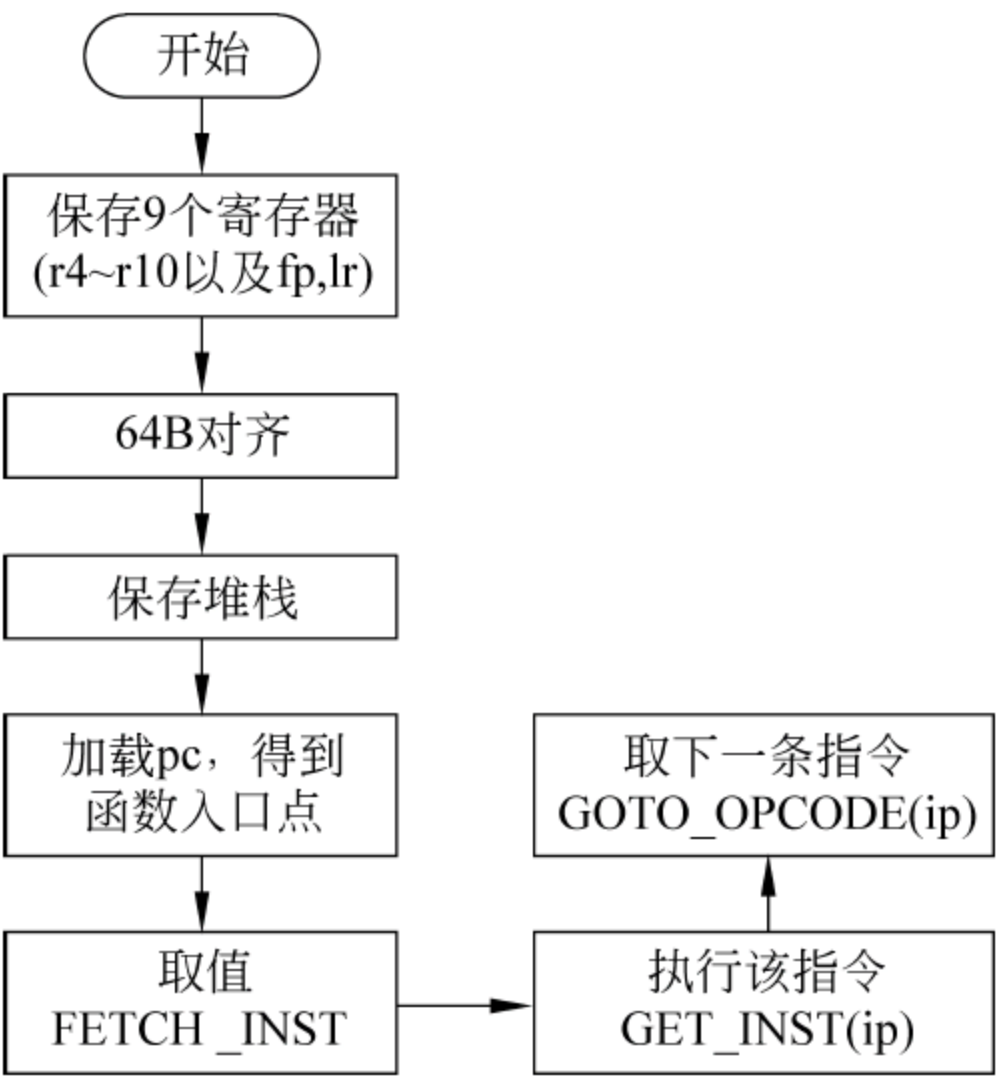 开始
保存9个寄存器
(r4~r10以及fp,lr)
64B对齐
保存堆栈
加载pc，得到
函数入口点
取值
FETCH _INST
执行该指令
GET_INST(ip)
取下一条指令
GOTO_OPCODE(ip)